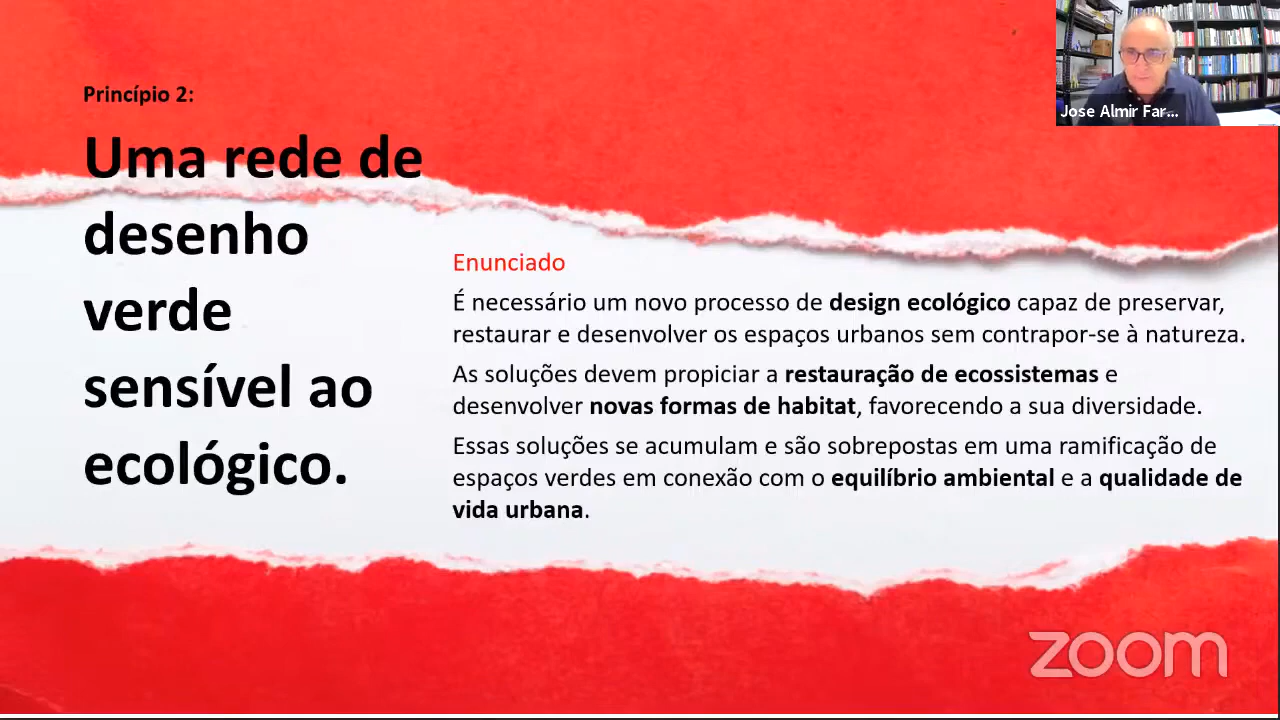 Princípio 2:
Uma rede de
desenho
verde
sensível ao
ecológico.
Enunciado
É necessário um novo processo de design ecológico capaz de preservar,
restaurar e desenvolver os espaços urbanos sem contrapor-se à natureza.
As soluções devem propiciar a restauração de ecossistemas e
desenvolver novas formas de habitat, favorecendo a sua diversidade.
Essas soluções se acumulam e são sobrepostas em uma ramificação de
espaços verdes em conexão com o equilíbrio ambiental e a qualidade de
vida urbana.
Jose Almir Far...
zoom